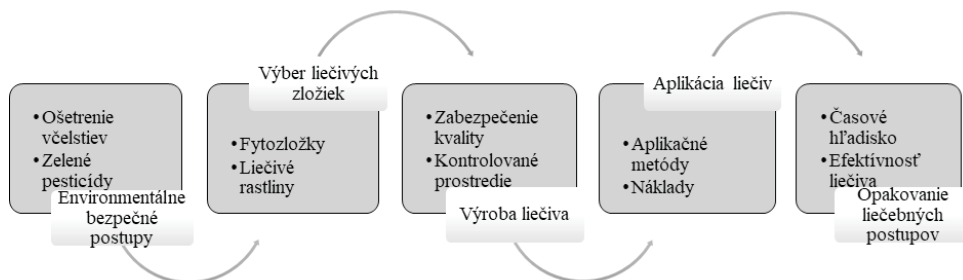 • Ošetrenie
včelstiev
• Zelené
pesticídy
Environmentálne
bezpečné
postupy
Výber liečivých
zložiek
• Fytozložky
• Liečivé
rastliny
• Zabezpečenie
kvality
• Kontrolované
prostredie
Výroba liečiva
Aplikácia liečiv
• Aplikačné
metódy
• Náklady
• Časové
hľadisko
• Efektívnosť
liečiva
Opakovanie
liečebných
postupov